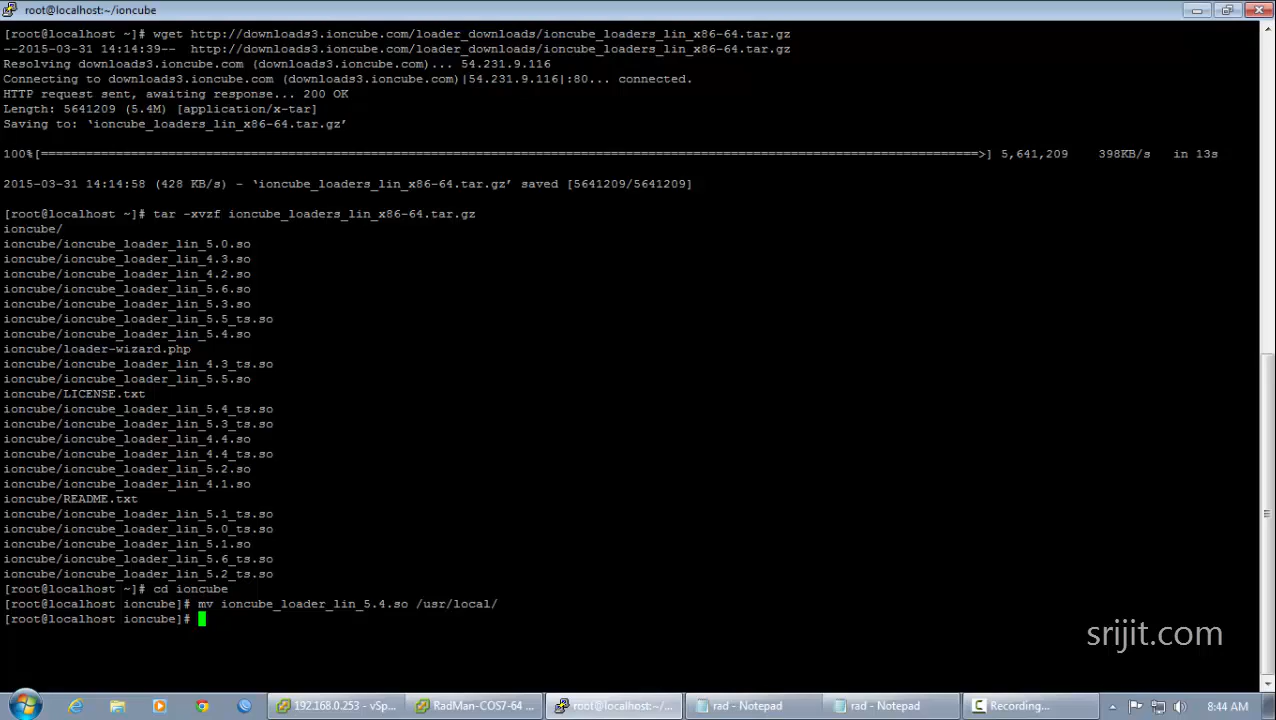 root@localhost:~/ioncube
[root@localhost ~]# wget http://downloads3.ioncube.com/loader_downloads/ioncube_loaders_lin_x86-64.tar.gz
--2015-03-31 14:14:39-- http://downloads3.ioncube.com/loader_downloads/ioncube_loaders_lin_x86-64.tar.gz
Resolving downloads3.ioncube.com (downloads3.ioncube.com)... 54.231.9.116
Connecting to downloads3.ioncube.com (downloads3.ioncube.com)|54.231.9.116|:80... connected.
HTTP request sent, awaiting response... 200 OK
Length: 5641209 (5.4M) [application/x-tar]
Saving to: ‘ioncube_loaders_lin_x86-64.tar.gz’
100%[==============================================================================================================================>] 5,641,209 398KB/s in 13s
2015-03-31 14:14:58 (428 KB/s) - ‘ioncube_loaders_lin_x86-64.tar.gz’ saved [5641209/5641209]
[root@localhost ~]# tar -xvzf ioncube_loaders_lin_x86-64.tar.gz
ioncube/
ioncube/ioncube_loader_lin_5.0.so
ioncube/ioncube_loader_lin_4.3.so
ioncube/ioncube_loader_lin_4.2.so
ioncube/ioncube_loader_lin_5.6.so
ioncube/ioncube_loader_lin_5.3.so
ioncube/ioncube_loader_lin_5.5_ts.so
ioncube/ioncube_loader_lin_5.4.so
ioncube/loader-wizard.php
ioncube/ioncube_loader_lin_4.3_ts.so
ioncube/ioncube_loader_lin_5.5.so
ioncube/LICENSE.txt
ioncube/ioncube_loader_lin_5.4_ts.so
ioncube/ioncube_loader_lin_5.3_ts.so
ioncube/ioncube_loader_lin_4.4.so
ioncube/ioncube_loader_lin_4.4_ts.so
ioncube/ioncube_loader_lin_5.2.so
ioncube/ioncube_loader_lin_4.1.so
ioncube/README.txt
ioncube/ioncube_loader_lin_5.1_ts.so
ioncube/ioncube_loader_lin_5.0_ts.so
ioncube/ioncube_loader_lin_5.1.so
ioncube/ioncube_loader_lin_5.6_ts.so
ioncube/ioncube_loader_lin_5.2_ts.so
[root@localhost ~]# cd ioncube
[root@localhost ioncube]# mv ioncube_loader_lin_5.4.so /usr/local/
[root@localhost ioncube]#
srijit.com
192.168.0.253 - vSp... RadMan-COS7-64 ... root@localhost:~/... rad - Notepad rad - Notepad Recording... 8:44 AM